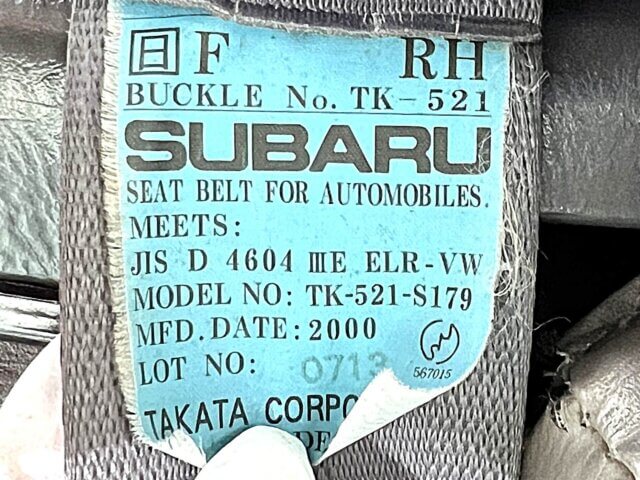 日 F RH
BUCKLE No. TK-521
SUBARU
SEAT BELT FOR AUTOMOBILES.
MEETS:
JIS D 4604 ⅢE ELR-VW
MODEL NO: TK-521-S179
MFD. DATE: 2000
LOT NO: 0713
567015
TAKATA CORPO
DE